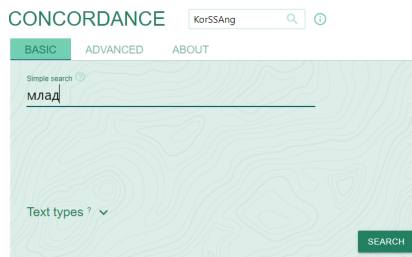 CONCORDANCE KorSSAng
BASIC ADVANCED ABOUT
Simple search ?
млад
Text types ?
SEARCH